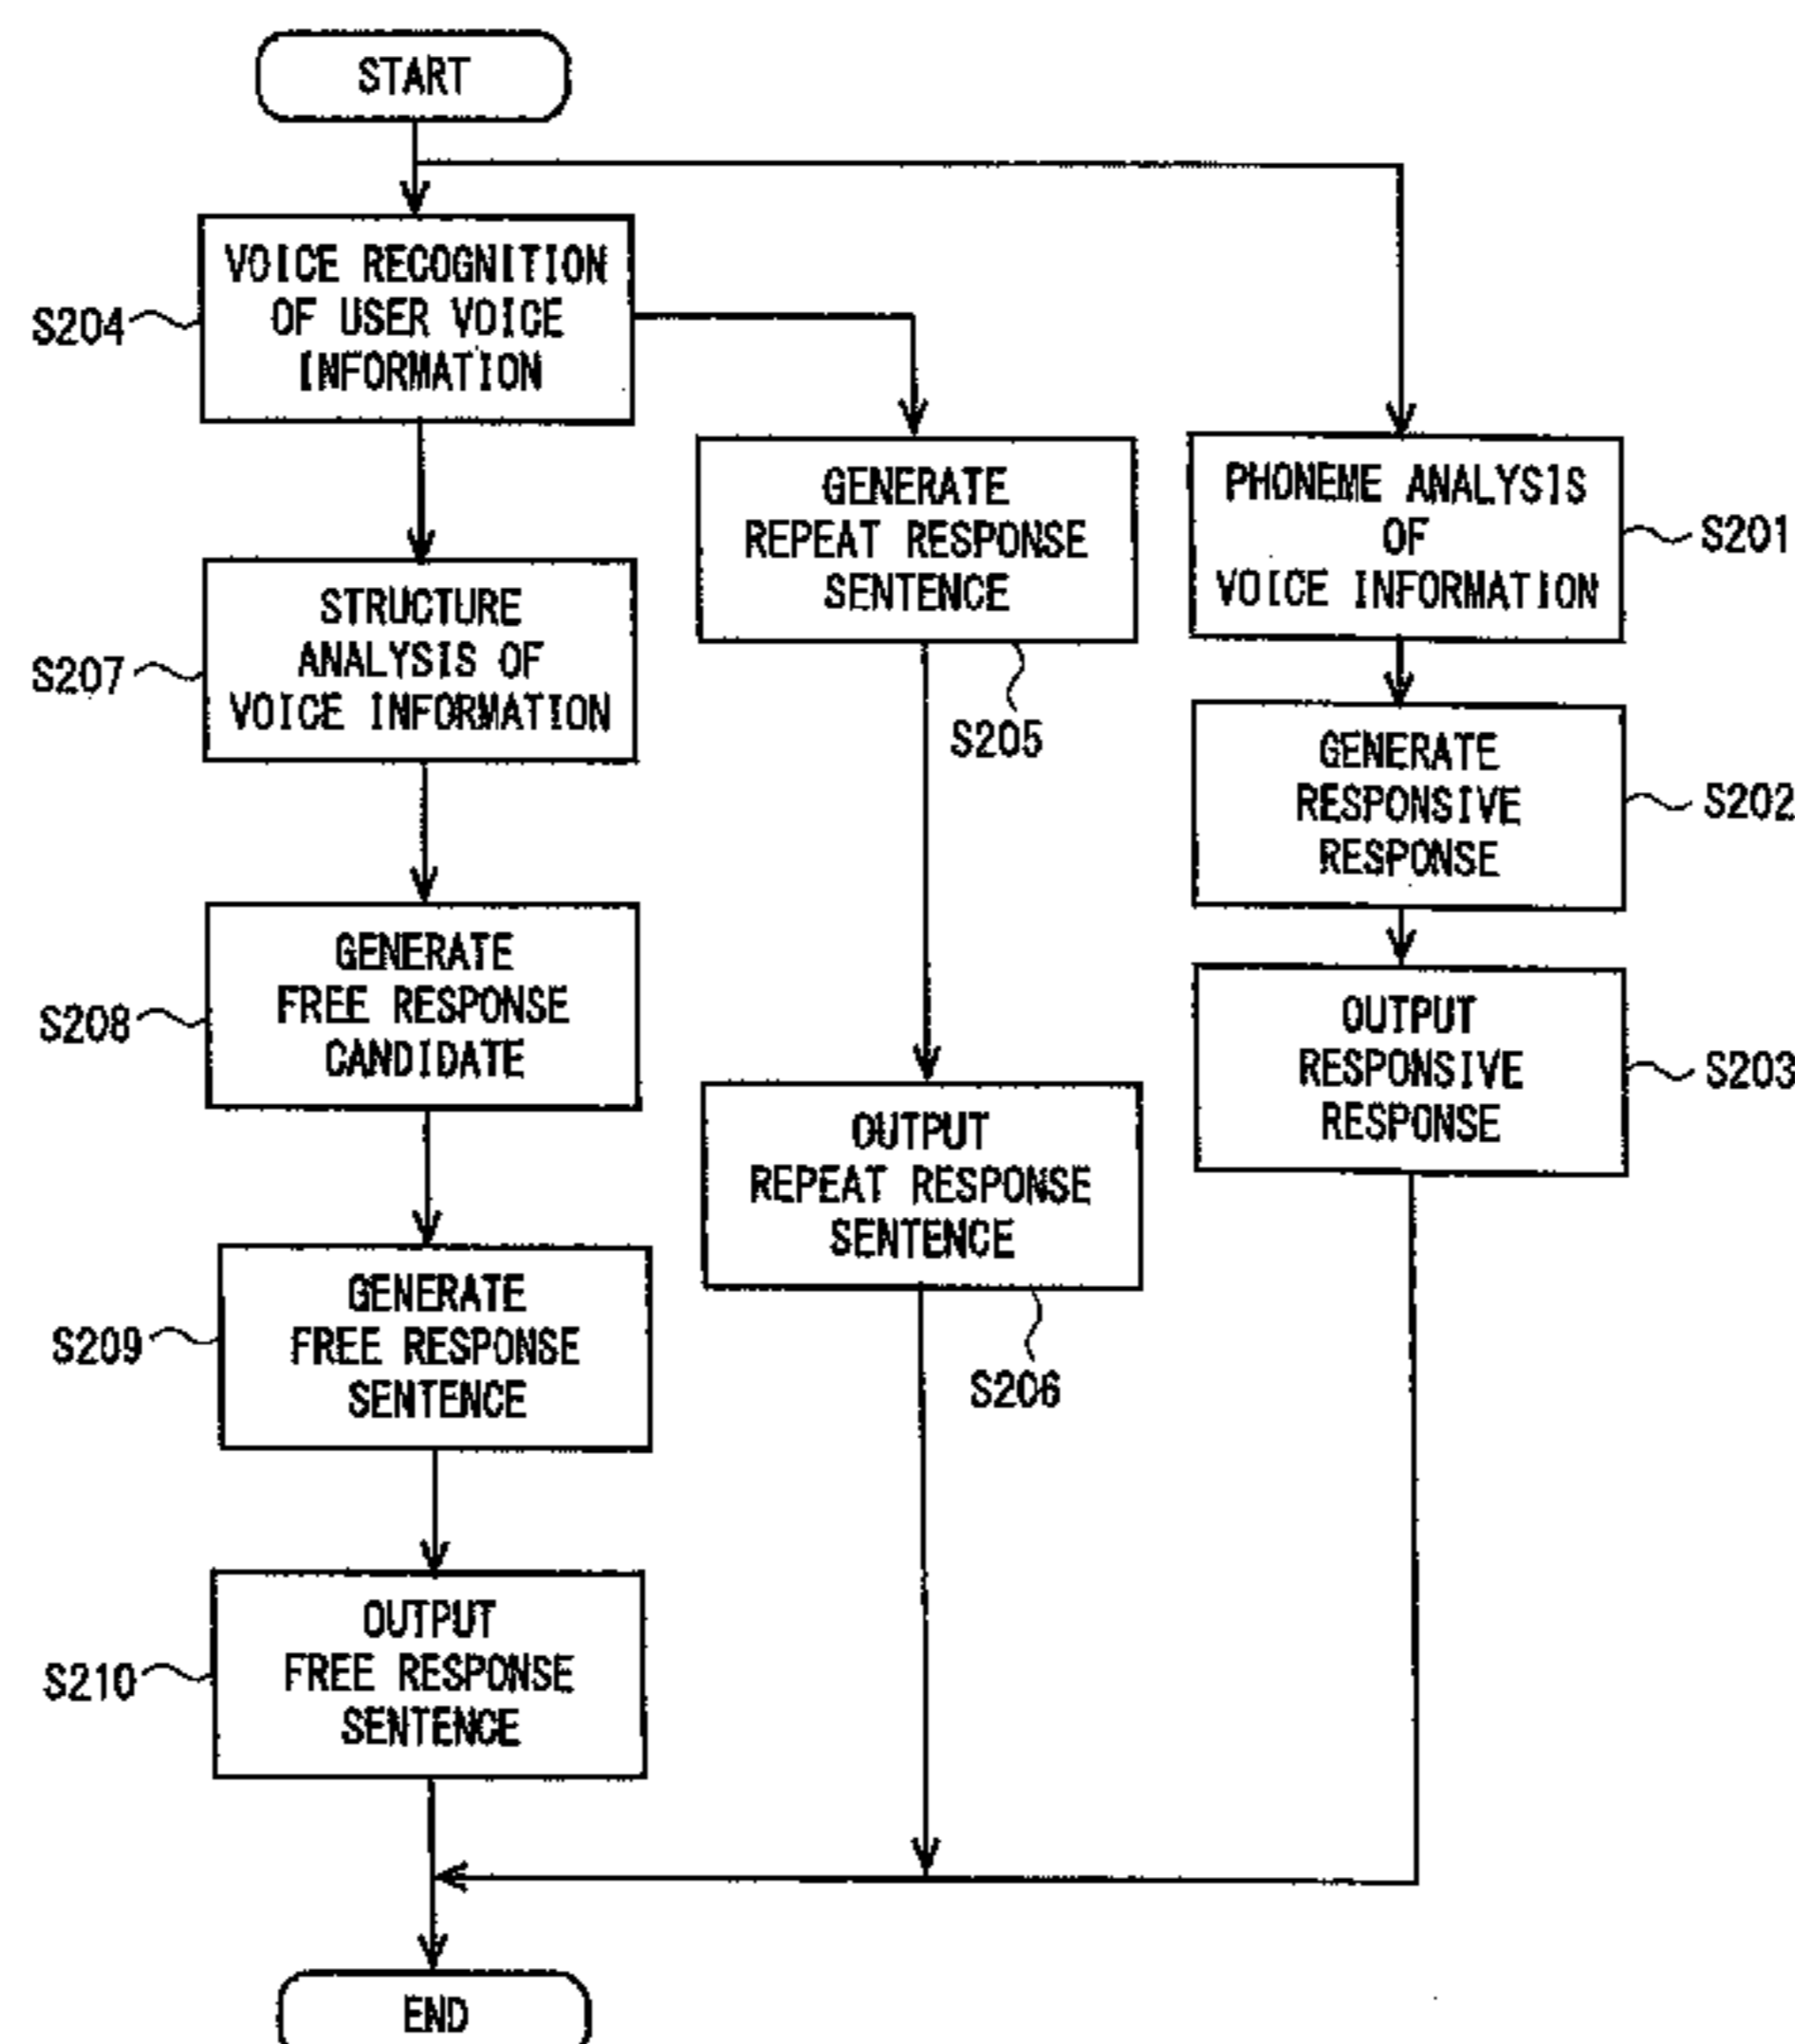 START
VOICE RECOGNITION
OF USER VOICE
INFORMATION
S204
GENERATE
REPEAT RESPONSE
SENTENCE
S205
PHONEME ANALYSIS
OF
VOICE INFORMATION
S201
STRUCTURE
ANALYSIS OF
VOICE INFORMATION
S207
GENERATE
RESPONSIVE
RESPONSE
S202
GENERATE
FREE RESPONSE
CANDIDATE
S208
OUTPUT
RESPONSIVE
RESPONSE
S203
OUTPUT
REPEAT RESPONSE
SENTENCE
S206
GENERATE
FREE RESPONSE
SENTENCE
S209
OUTPUT
FREE RESPONSE
SENTENCE
S210
END